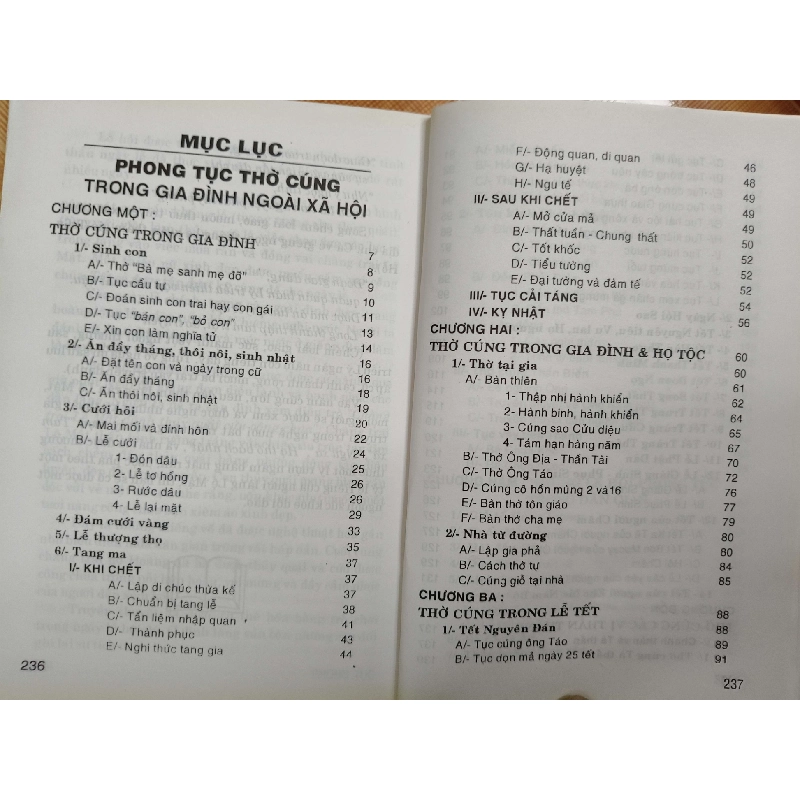 MỤC LỤC
PHONG TỤC THỜ CÚNG
TRONG GIA ĐÌNH NGOÀI XÃ HỘI
CHƯƠNG MỘT :
THỜ CÚNG TRONG GIA ĐÌNH 7
1/- Sinh con 8
A/- Thờ "Bà mẹ sanh mẹ đỡ" 9
B/- Tục cầu tự 10
C/- Đoán sinh con trai hay con gái 11
D/- Tục "bán con", "bỏ con" 13
E/- Xin con làm nghĩa tử 14
2/- Ăn đầy tháng, thôi nôi, sinh nhật 16
A/- Đặt tên con và ngày trong cữ 16
B/- Ăn đầy tháng 18
C/- Ăn thôi nôi, sinh nhật 19
3/- Cưới hỏi 20
A/- Mai mối và đính hôn 22
B/- Lễ cưới 24
1- Đón dâu 25
2- Lễ tơ hồng 26
3- Rước dâu 26
4- Lễ lại mặt 29
4/- Đám cưới vàng 33
5/- Lễ thượng thọ 35
6/- Tang ma 37
I/- KHI CHẾT 37
A/- Lập di chúc thừa kế 37
B/- Chuẩn bị tang lễ 38
C/- Tẩn liệm nhập quan 41
D/- Thành phục 43
E/- Nghi thức tang gia 44
236
F/- Động quan, di quan 46
G/- Hạ huyệt 48
H/- Ngu tế 49
II/- SAU KHI CHẾT 49
A/- Mở cửa mả 49
B/- Thất tuần - Chung thất 50
C/- Tốt khốc 52
D/- Tiểu tường 52
E/- Đại tường và đàm tế 52
III/- TỤC CẢI TÁNG 54
IV/- KỴ NHẬT 56
CHƯƠNG HAI :
THỜ CÚNG TRONG GIA ĐÌNH & HỌ TỘC 60
1/- Thờ tại gia 60
A/- Bàn thiên 61
1- Thập nhị hành khiển 62
2- Hành binh, hành khiển 64
3- Cúng sao Cửu diệu 65
4- Tám hạn hàng năm 67
B/- Thờ Ông Địa - Thần Tài 70
C/- Thờ Ông Táo 72
D/- Cúng cô hồn mùng 2 và 16 76
E/- Bàn thờ tôn giáo 77
F/- Bàn thờ cha mẹ 79
2/- Nhà từ đường 80
A/- Lập gia phả 80
B/- Cách thờ tự 84
C/- Cúng giỗ tại nhà 85
CHƯƠNG BA :
THỜ CÚNG TRONG LỄ TẾT 88
1/- Tết Nguyên Đán 88
A/- Tục cúng ông Táo 89
B/- Tục dọn mả ngày 25 tết 91
237